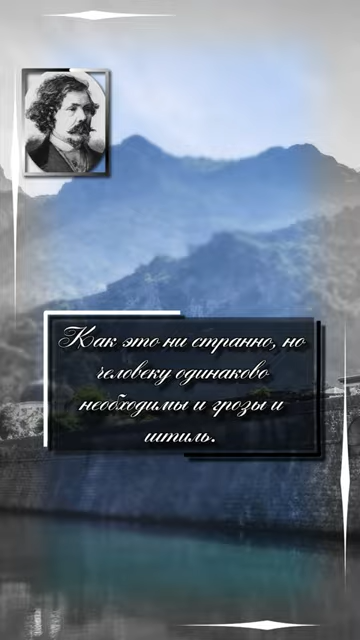 Как это ни странно, но
человеку одинаково
необходимы и грозы и
штиль.